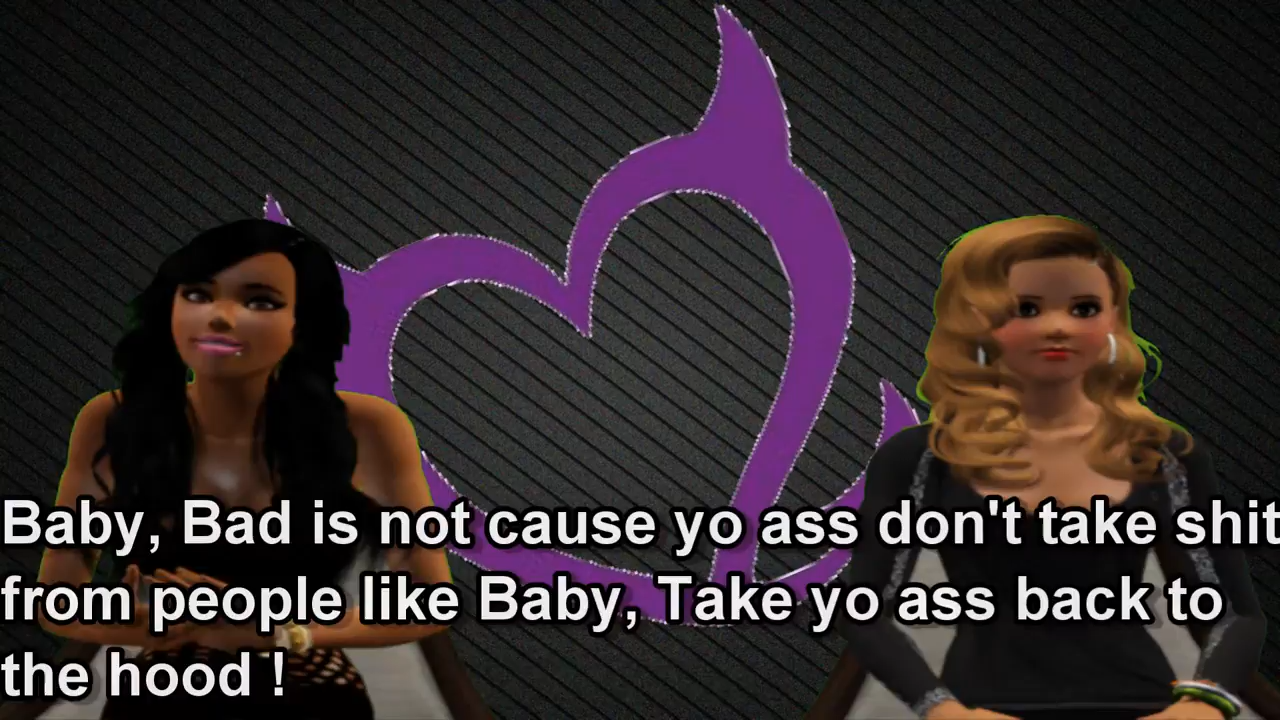 Baby, Bad is not cause yo ass don't take shit
from people like Baby, Take yo ass back to
the hood !